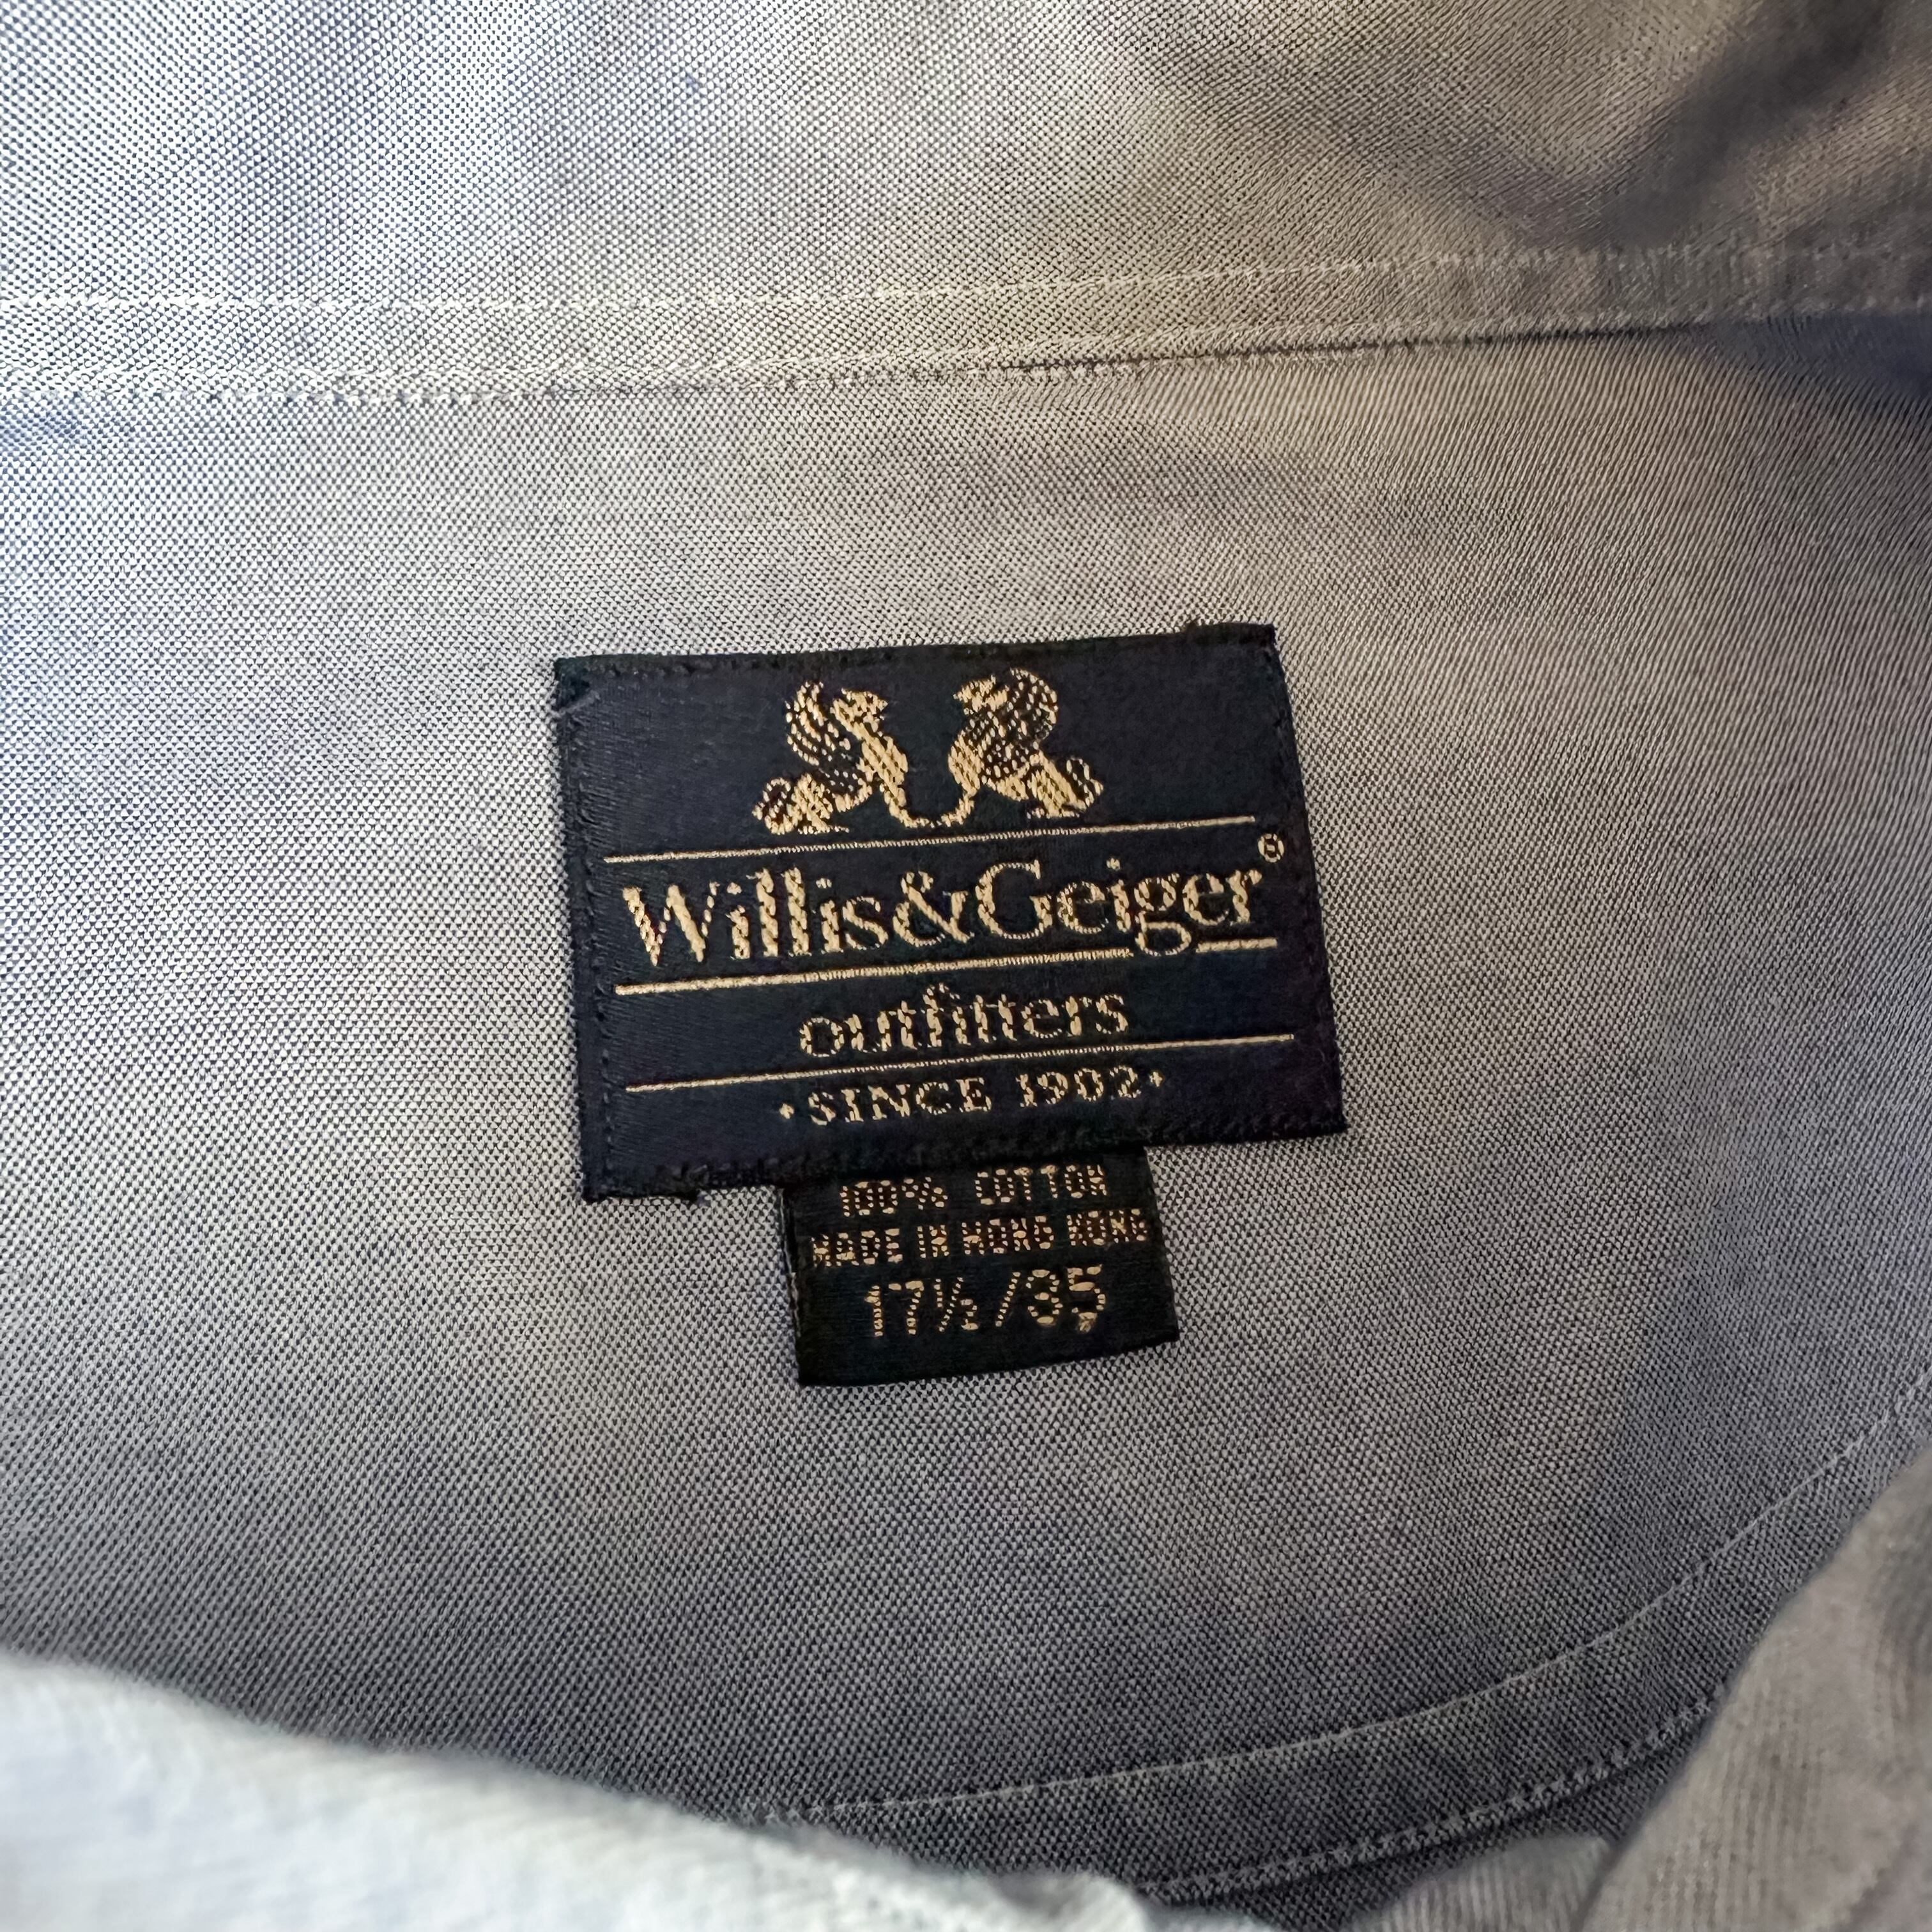 Willis&Geiger®
outfitters
·SINCE 1902·
100% COTTON
MADE IN HONG KONG
17½/35